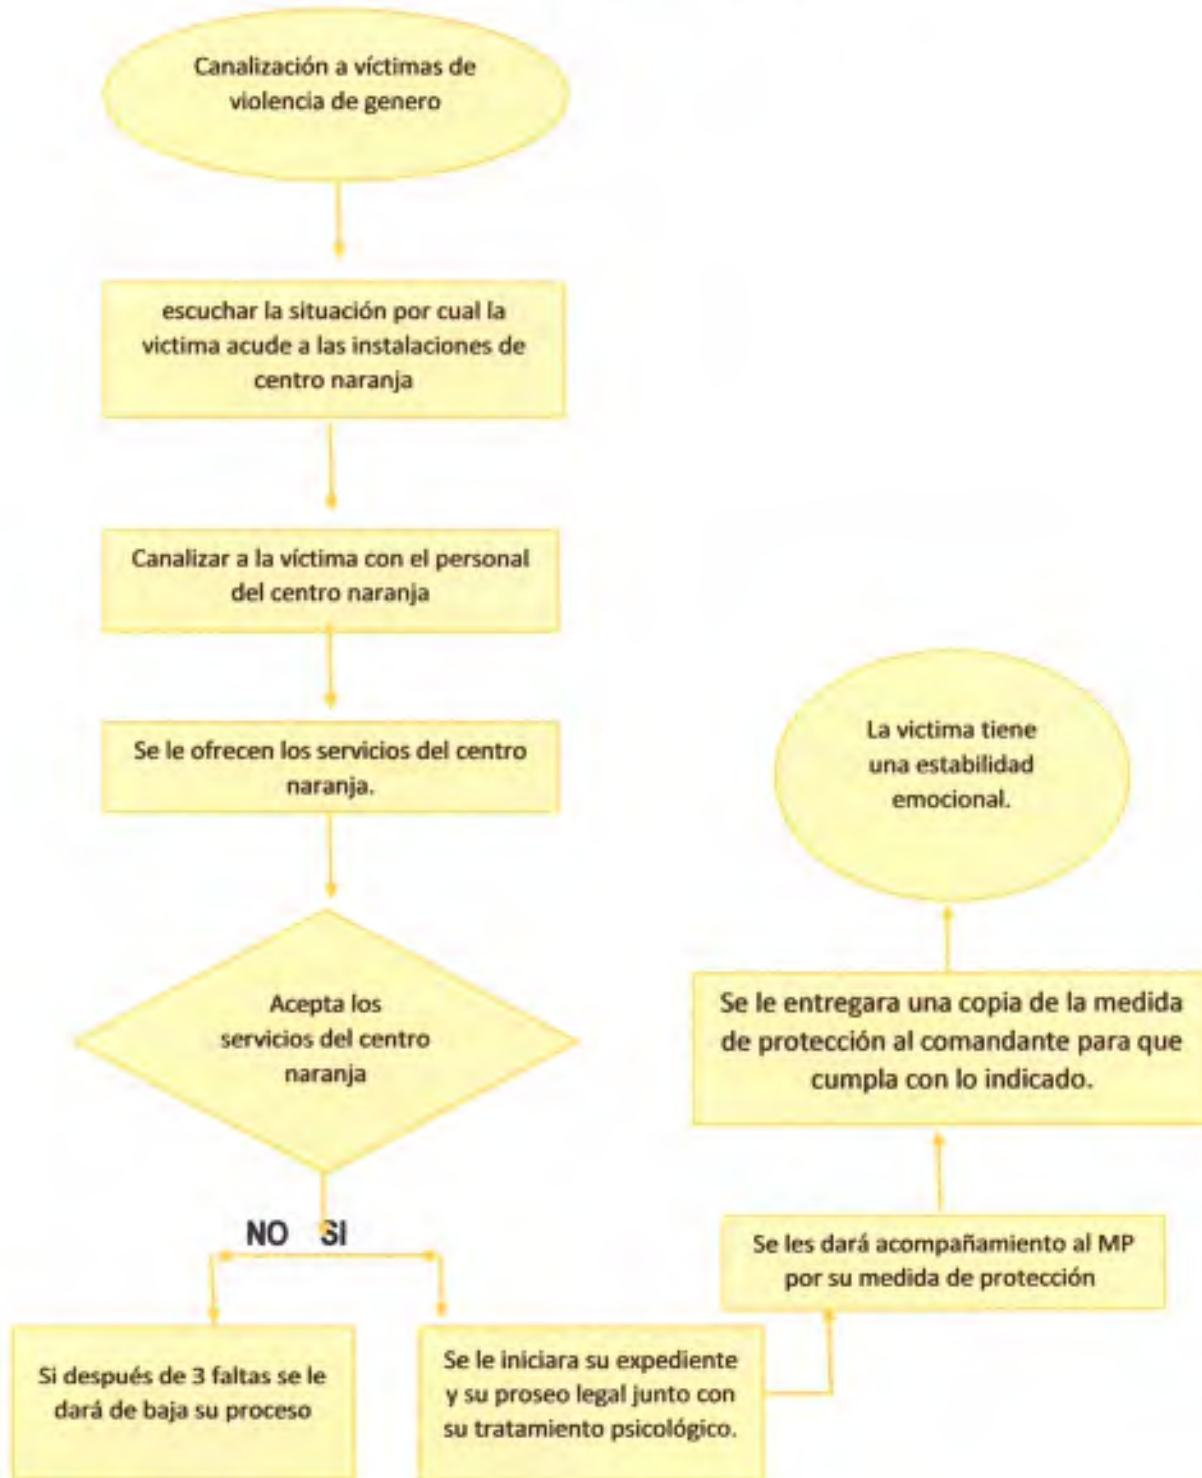 Canalización a víctimas de
violencia de genero
escuchar la situación por cual la
victima acude a las instalaciones de
centro naranja
Canalizar a la víctima con el personal
del centro naranja
Se le ofrecen los servicios del centro
naranja.
Acepta los
servicios del centro
naranja
NO SI
Si después de 3 faltas se le
dará de baja su proceso
Se le iniciara su expediente
y su proseo legal junto con
su tratamiento psicológico.
Se les dará acompañamiento al MP
por su medida de protección
Se le entregara una copia de la medida
de protección al comandante para que
cumpla con lo indicado.
La victima tiene
una estabilidad
emocional.